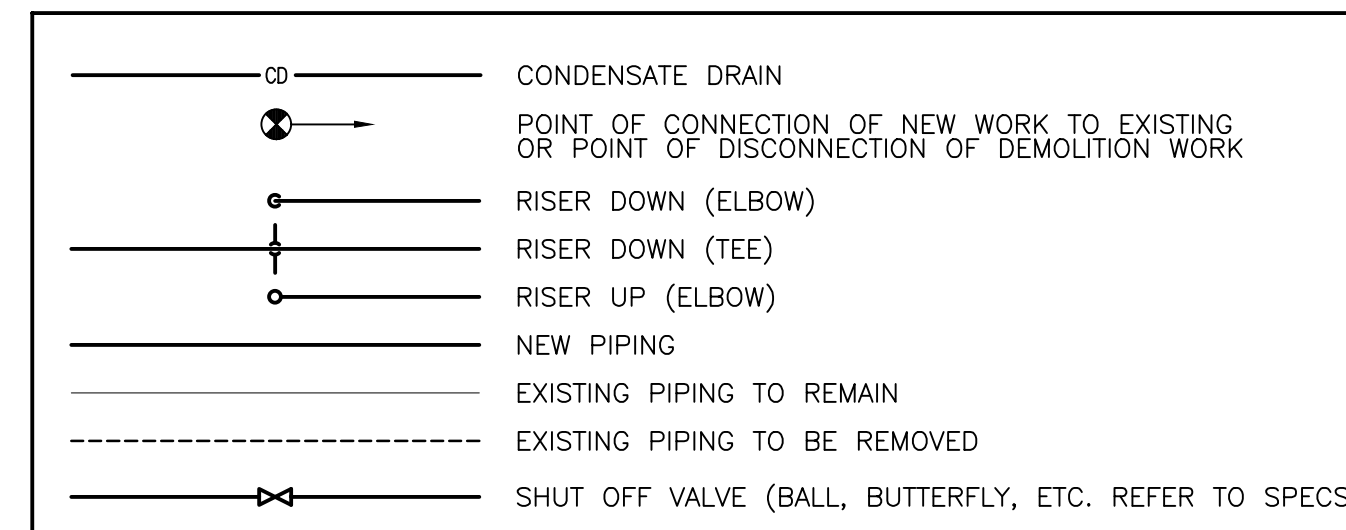 CD CONDENSATE DRAIN
POINT OF CONNECTION OF NEW WORK TO EXISTING
OR POINT OF DISCONNECTION OF DEMOLITION WORK
RISER DOWN (ELBOW)
RISER DOWN (TEE)
RISER UP (ELBOW)
NEW PIPING
EXISTING PIPING TO REMAIN
EXISTING PIPING TO BE REMOVED
SHUT OFF VALVE (BALL, BUTTERFLY, ETC. REFER TO SPECS